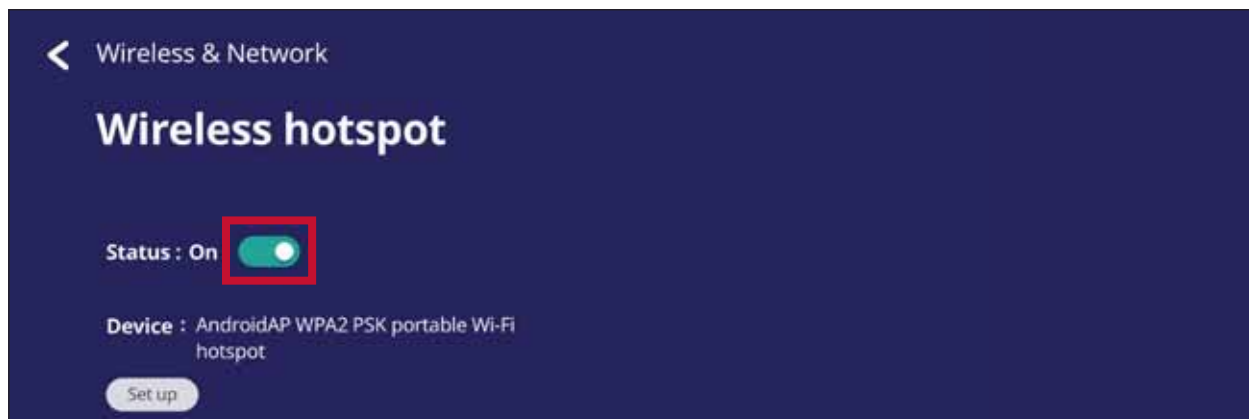 Wireless & Network
Wireless hotspot
Status : On
Device : AndroidAP WPA2 PSK portable Wi-Fi
hotspot
Set up